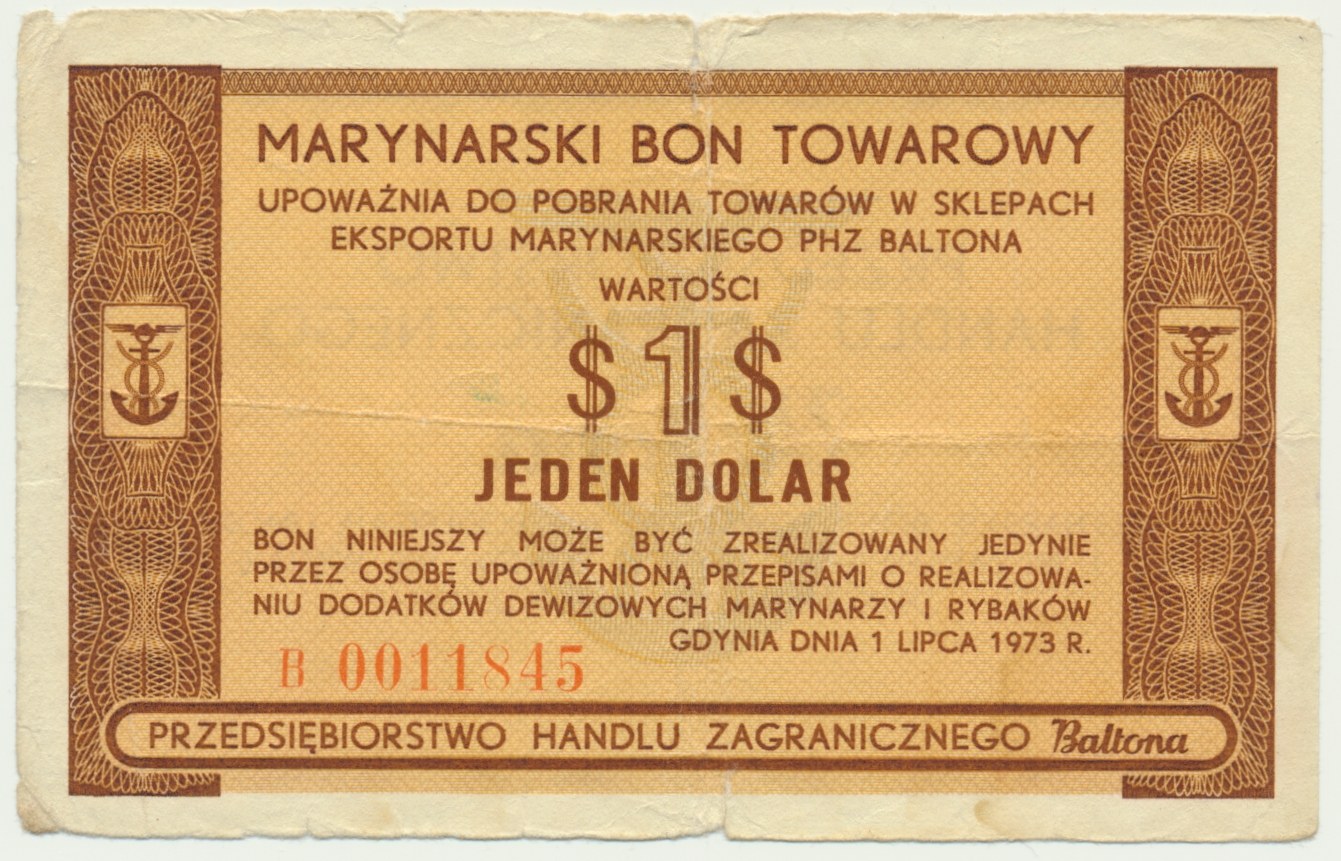 MARYNARSKI BON TOWAROWY
UPOWAŻNIA DO POBRANIA TOWARÓW W SKLEPACH
EKSPORTU MARYNARSKIEGO PHZ BALTONA
WARTOŚCI
$1$
JEDEN DOLAR
BON NINIEJSZY MOŻE BYĆ ZREALIZOWANY JEDYNIE
PRZEZ OSOBĘ UPOWAŻNIONĄ PRZEPISAMI O REALIZOWA-
NIU DODATKÓW DEWIZOWYCH MARYNARZY I RYBAKÓW
GDYNIA DNIA 1 LIPCA 1973 R.
B 0011845
PRZEDSIĘBIORSTWO HANDLU ZAGRANICZNEGO Baltona